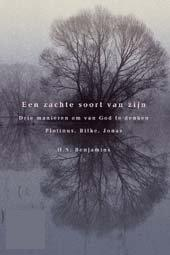 Een zachte soort van zijn
Drie manieren om van God te denken
Plotinus, Rilke, Jonas
H.S. Benjamins